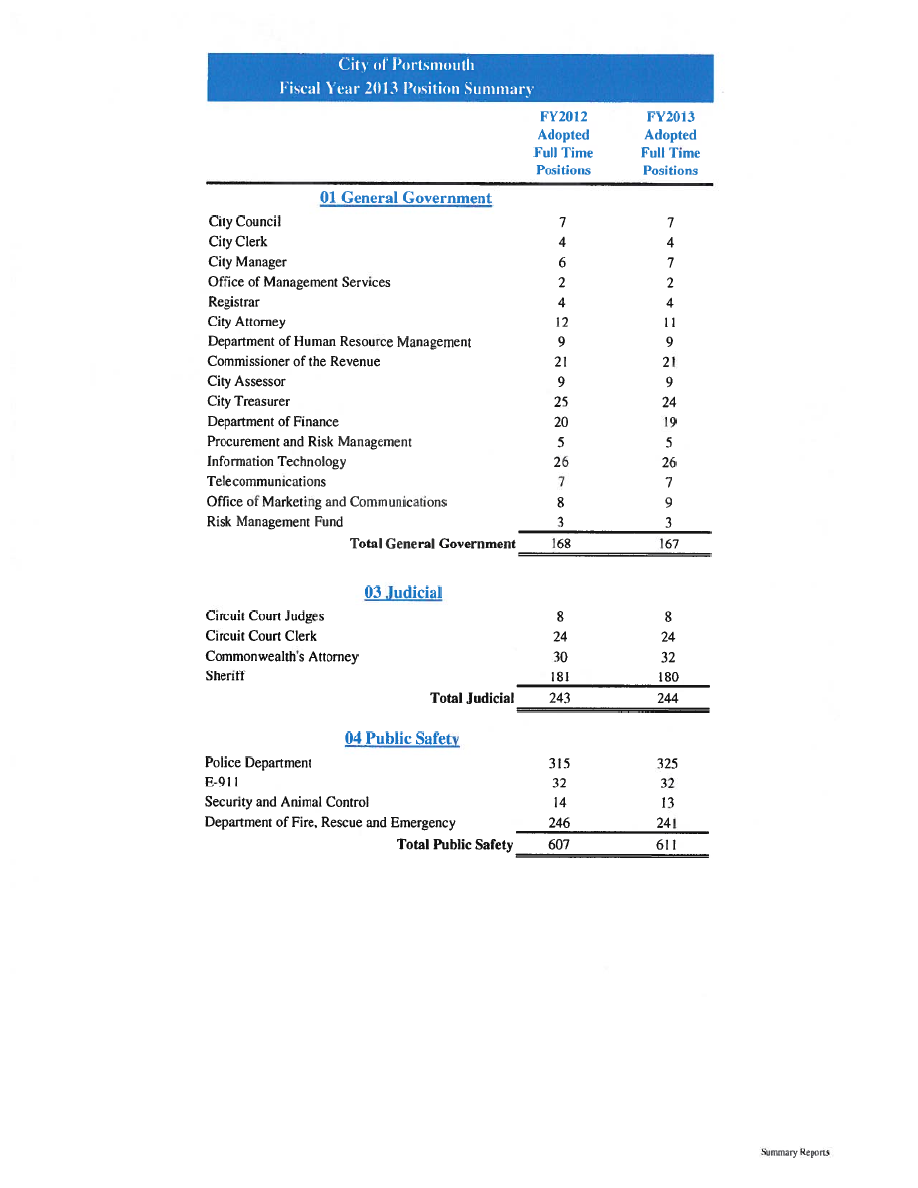 City of Portsmouth
Fiscal Year 2013 Position Summary
FY2012 FY2013
Adopted Adopted
Full Time Full Time
Positions Positions
01 General Government
City Council 7 7
City Clerk 4 4
City Manager 6 7
Office of Management Services 2 2
Registrar 4 4
City Attorney 12 11
Department of Human Resource Management 9 9
Commissioner of the Revenue 21 21
City Assessor 9 9
City Treasurer 25 24
Department of Finance 20 19
Procurement and Risk Management 5 5
Information Technology 26 26
Telecommunications 7 7
Office of Marketing and Communications 8 9
Risk Management Fund 3 3
Total General Government 168 167
03 Judicial
Circuit Court Judges 8 8
Circuit Court Clerk 24 24
Commonwealth's Attorney 30 32
Sheriff 181 180
Total Judicial 243 244
04 Public Safety
Police Department 315 325
E-911 32 32
Security and Animal Control 14 13
Department of Fire, Rescue and Emergency 246 241
Total Public Safety 607 611
Summary Reports